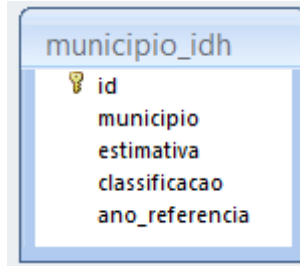 municipio_idh
id
municipio
estimativa
classificacao
ano_referencia